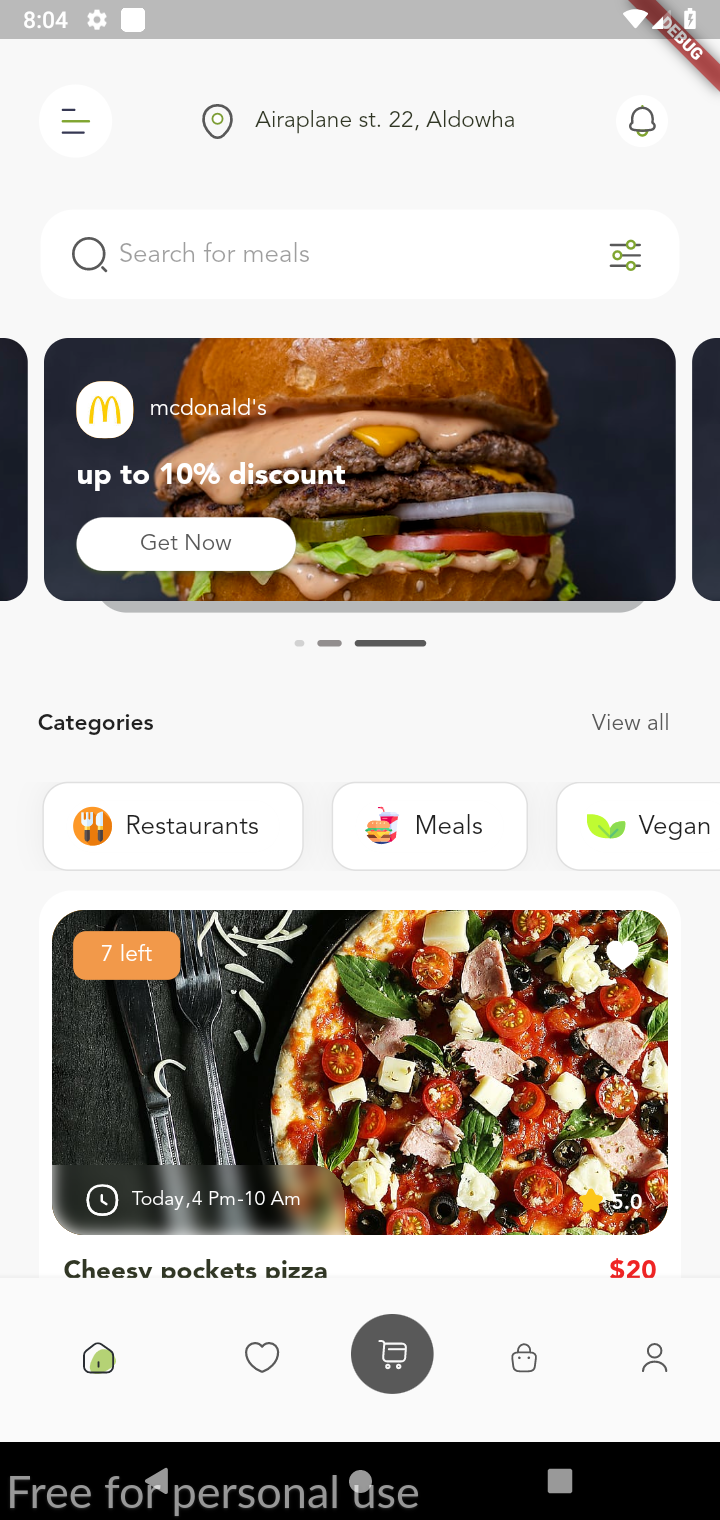 8:04
DEBUG
Airaplane st. 22, Aldowha
Search for meals
mcdonald's
up to 10% discount
Get Now
Categories
View all
Restaurants
Meals
Vegan
7 left
Today,4 Pm-10 Am
5.0
Cheesy pockets pizza
$20
Free for personal use